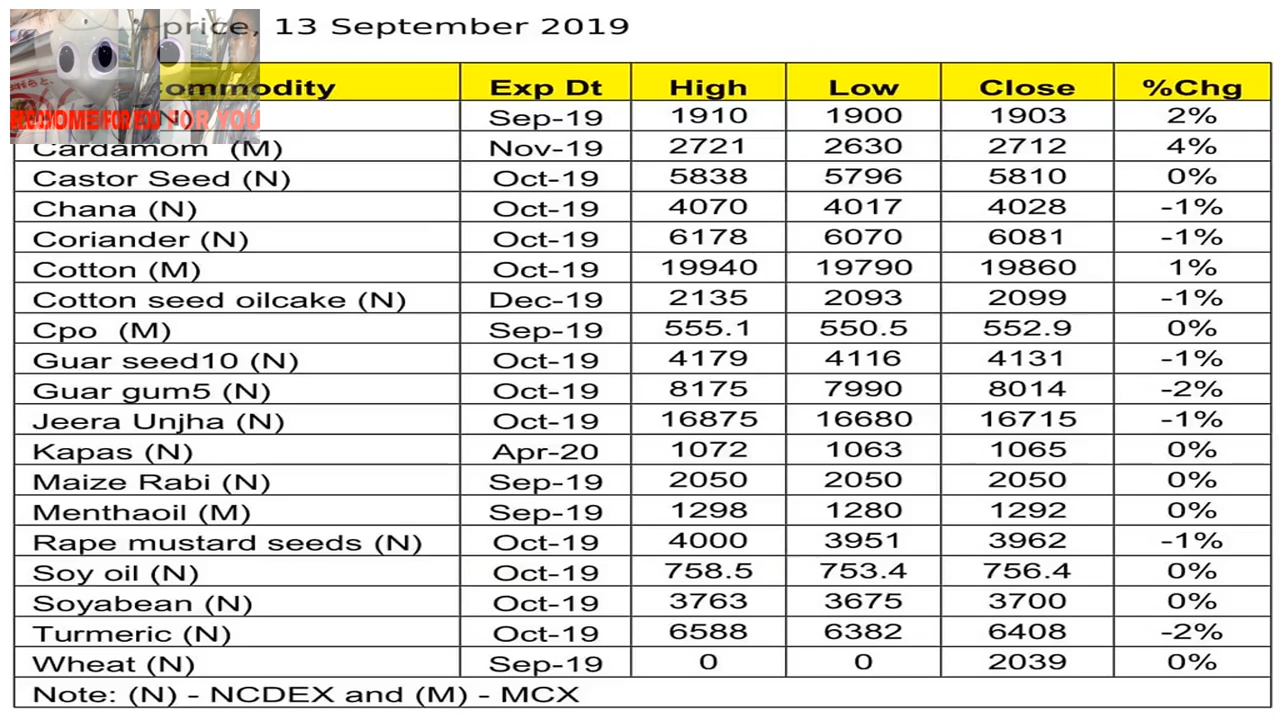 price, 13 September 2019
Commodity Exp Dt High Low Close %Chg
(N) Sep-19 1910 1900 1903 2%
Cardamom (M) Nov-19 2721 2630 2712 4%
Castor Seed (N) Oct-19 5838 5796 5810 0%
Chana (N) Oct-19 4070 4017 4028 -1%
Coriander (N) Oct-19 6178 6070 6081 -1%
Cotton (M) Oct-19 19940 19790 19860 1%
Cotton seed oilcake (N) Dec-19 2135 2093 2099 -1%
Cpo (M) Sep-19 555.1 550.5 552.9 0%
Guar seed10 (N) Oct-19 4179 4116 4131 -1%
Guar gum5 (N) Oct-19 8175 7990 8014 -2%
Jeera Unjha (N) Oct-19 16875 16680 16715 -1%
Kapas (N) Apr-20 1072 1063 1065 0%
Maize Rabi (N) Sep-19 2050 2050 2050 0%
Menthaoil (M) Sep-19 1298 1280 1292 0%
Rape mustard seeds (N) Oct-19 4000 3951 3962 -1%
Soy oil (N) Oct-19 758.5 753.4 756.4 0%
Soyabean (N) Oct-19 3763 3675 3700 0%
Turmeric (N) Oct-19 6588 6382 6408 -2%
Wheat (N) Sep-19 0 0 2039 0%
Note: (N) - NCDEX and (M) - MCX
FOR YOU